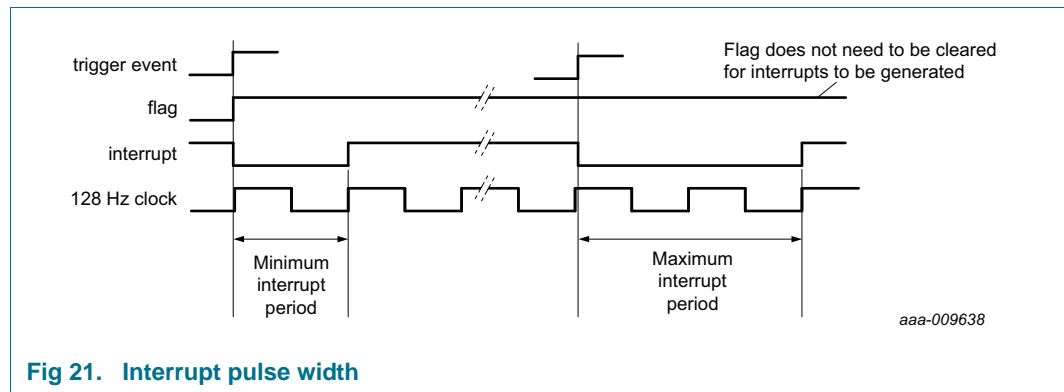 trigger event
Flag does not need to be cleared
for interrupts to be generated
flag
interrupt
128 Hz clock
Minimum
interrupt
period
Maximum
interrupt
period
aaa-009638
Fig 21. Interrupt pulse width